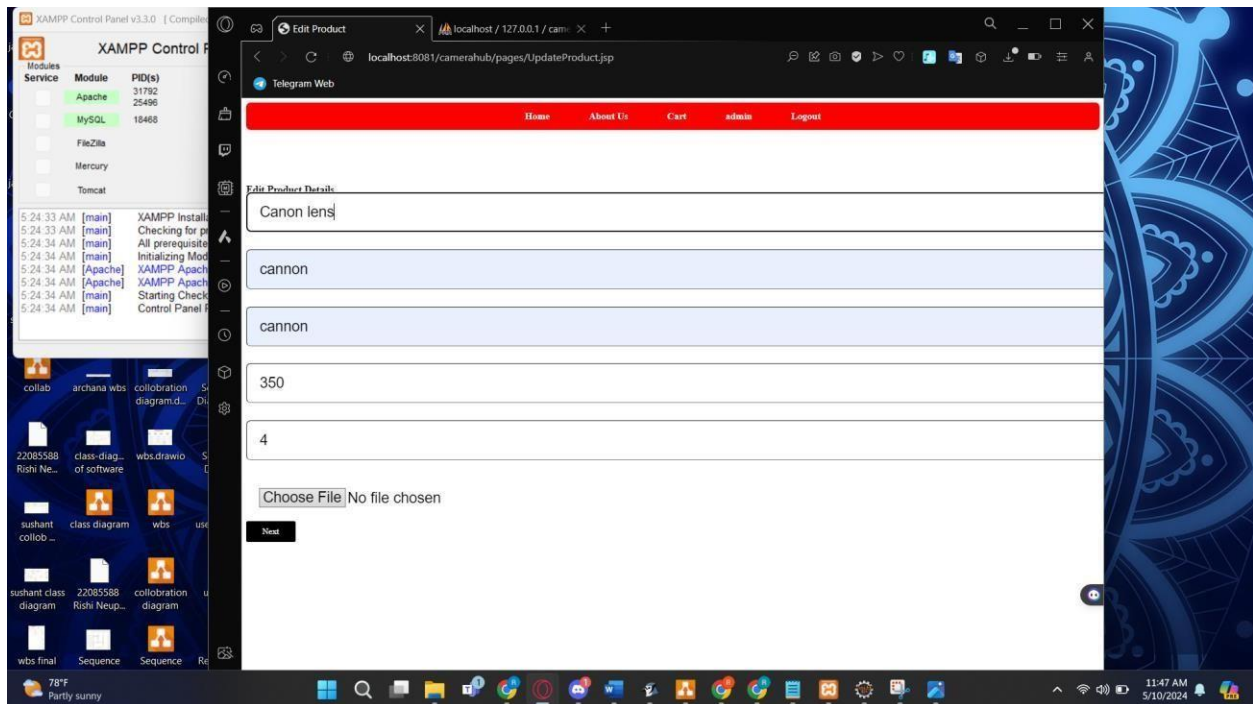 XAMPP Control Panel v3.3.0 [ Compile
XAMPP Control P
Modules
Service Module PID(s)
Apache 31792
25496
MySQL 18468
FileZilla
Mercury
Tomcat
5:24:33 AM [main] XAMPP Install
5:24:33 AM [main] Checking for pr
5:24:34 AM [main] All prerequisite
5:24:34 AM [main] Initializing Mod
5:24:34 AM [Apache] XAMPP Apach
5:24:34 AM [Apache] XAMPP Apach
5:24:34 AM [main] Starting Check
5:24:34 AM [main] Control Panel
Edit Product
localhost / 127.0.0.1 / cam
localhost:8081/camerahub/pages/UpdateProduct.jsp
Telegram Web
Home About Us Cart admin Logout
Edit Product Details
Canon lens
cannon
cannon
350
4
Choose File No file chosen
Next
collab archana wbs collobration
diagram.d...
22085588 class-diag... wbs.drawio
Rishi Ne... of software
sushant class diagram wbs use
collob ...
sushant class 22085588 collobration
diagram Rishi Neup... diagram
wbs final Sequence Sequence Re
78°F
Partly sunny
11:47 AM
5/10/2024